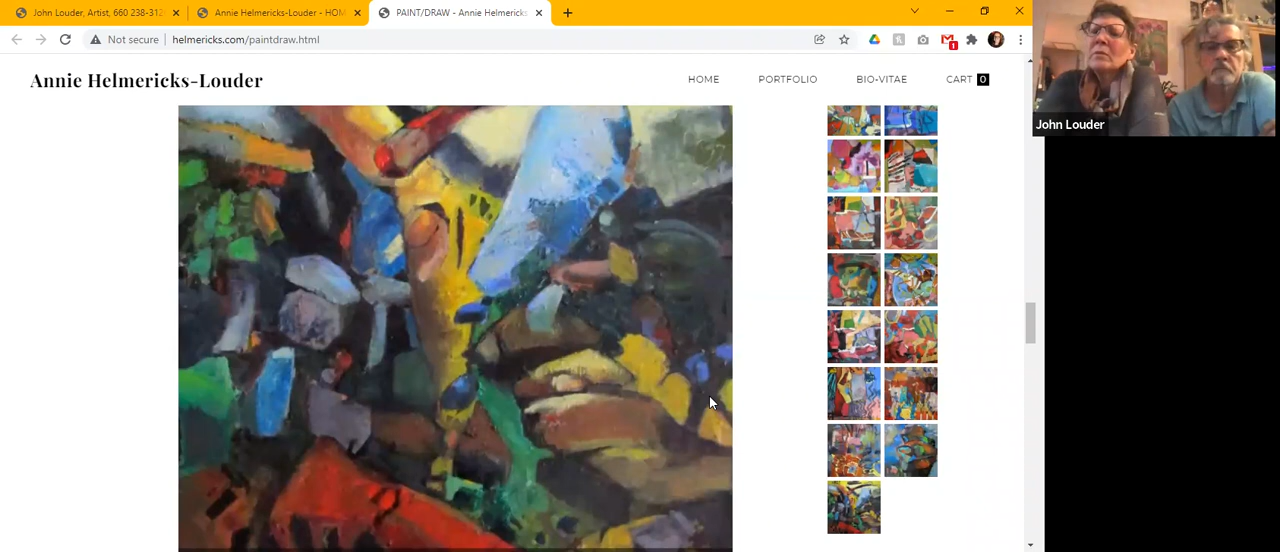 John Louder, Artist, 660 238-312
Annie Helmericks-Louder - HOM
PAINT/DRAW - Annie Helmericks
Not secure
helmericks.com/paintdraw.html
1
Annie Helmericks-Louder
HOME
PORTFOLIO
BIO-VITAE
CART 0
John Louder